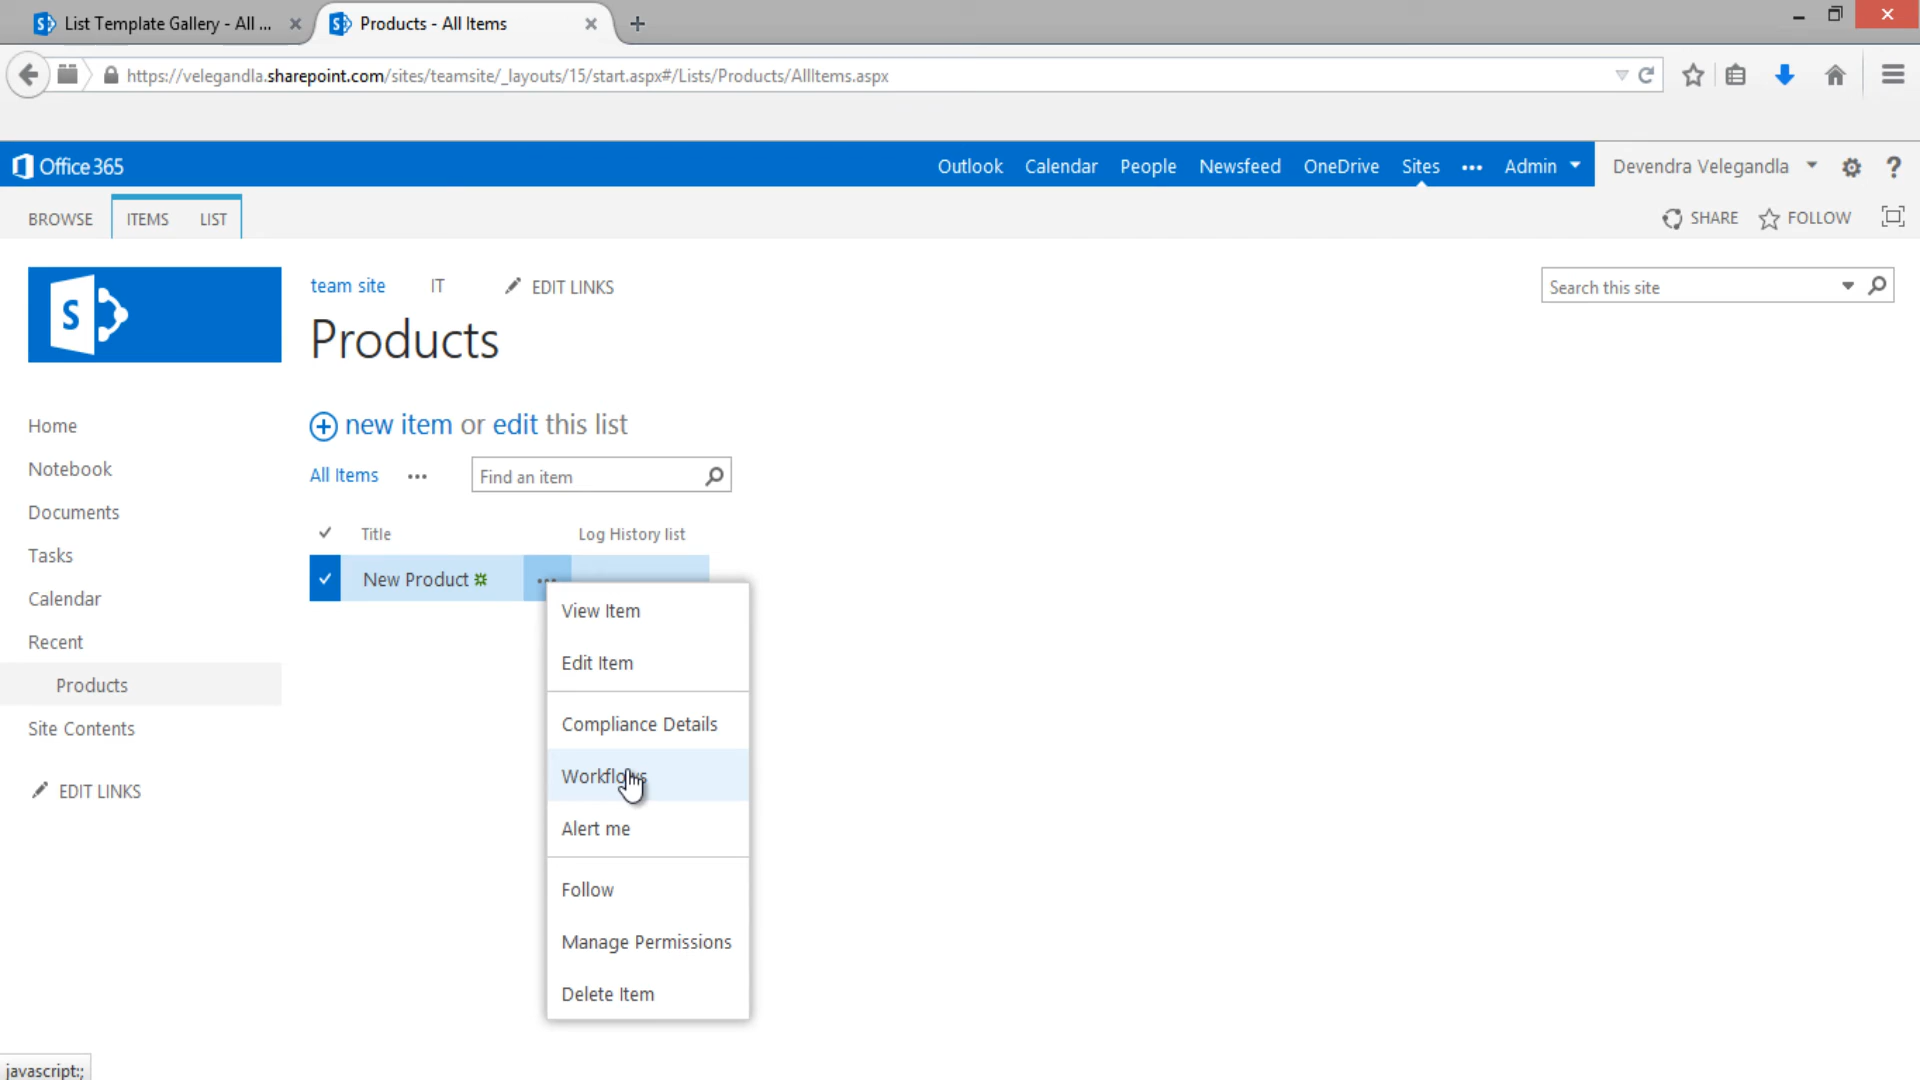 List Template Gallery - All ...
Products - All Items
https://velegandla.sharepoint.com/sites/teamsite/_layouts/15/start.aspx#/Lists/Products/AllItems.aspx
Office 365
Outlook Calendar People Newsfeed OneDrive Sites ... Admin Devendra Velegandla ?
BROWSE ITEMS LIST
SHARE FOLLOW
S
team site IT EDIT LINKS
Search this site
Products
new item or edit this list
All Items ... Find an item
Title Log History list
New Product ...
Home
Notebook
Documents
Tasks
Calendar
Recent
Products
Site Contents
EDIT LINKS
View Item
Edit Item
Compliance Details
Workflows
Alert me
Follow
Manage Permissions
Delete Item
javascript:;